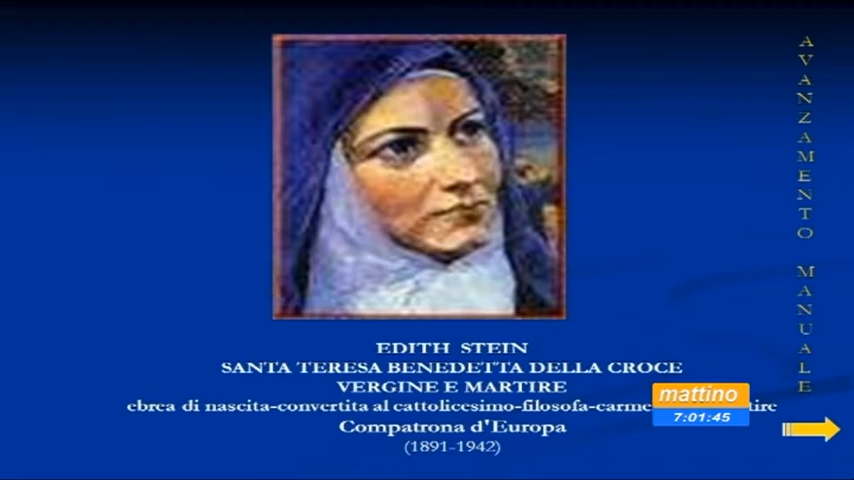 EDITH STEIN
SANTA TERESA BENEDETTA DELLA CROCE
VERGINE E MARTIRE
ebrea di nascita-convertita al cattolicesimo-filosofa-carme tire
Compatrona d'Europa
(1891-1942)
AVANZAMENTO MANUALE
mattino
7:01:45